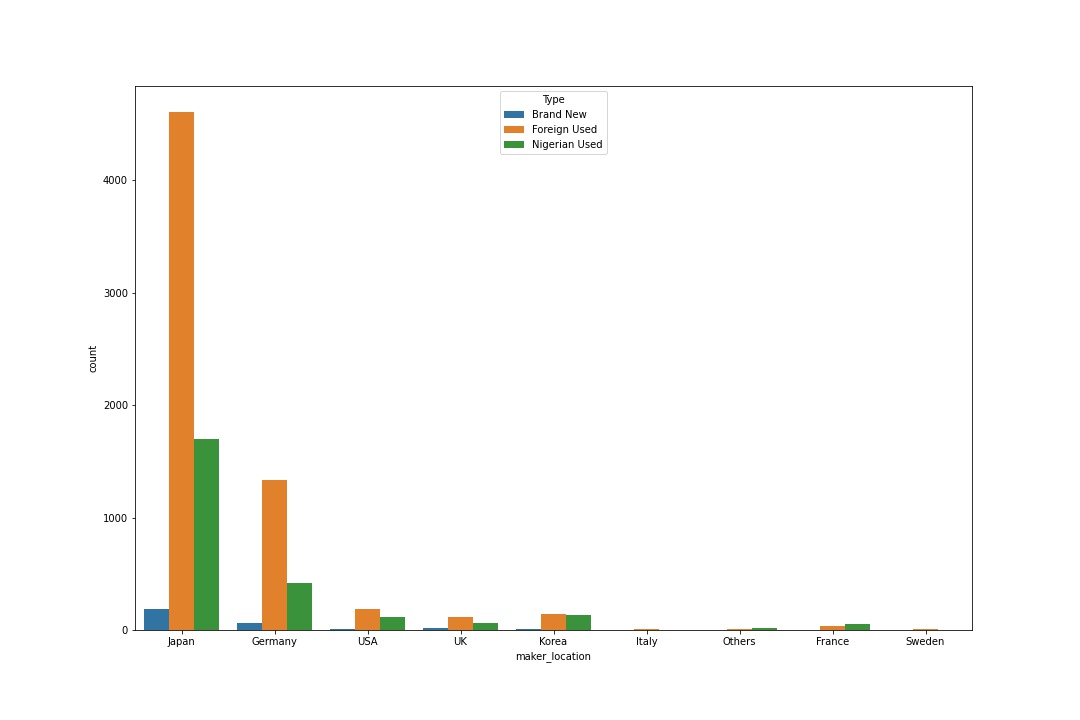 Type
Brand New
Foreign Used
Nigerian Used
4000
3000
2000
1000
0
count
Japan Germany USA UK Korea Italy Others France Sweden
maker_location